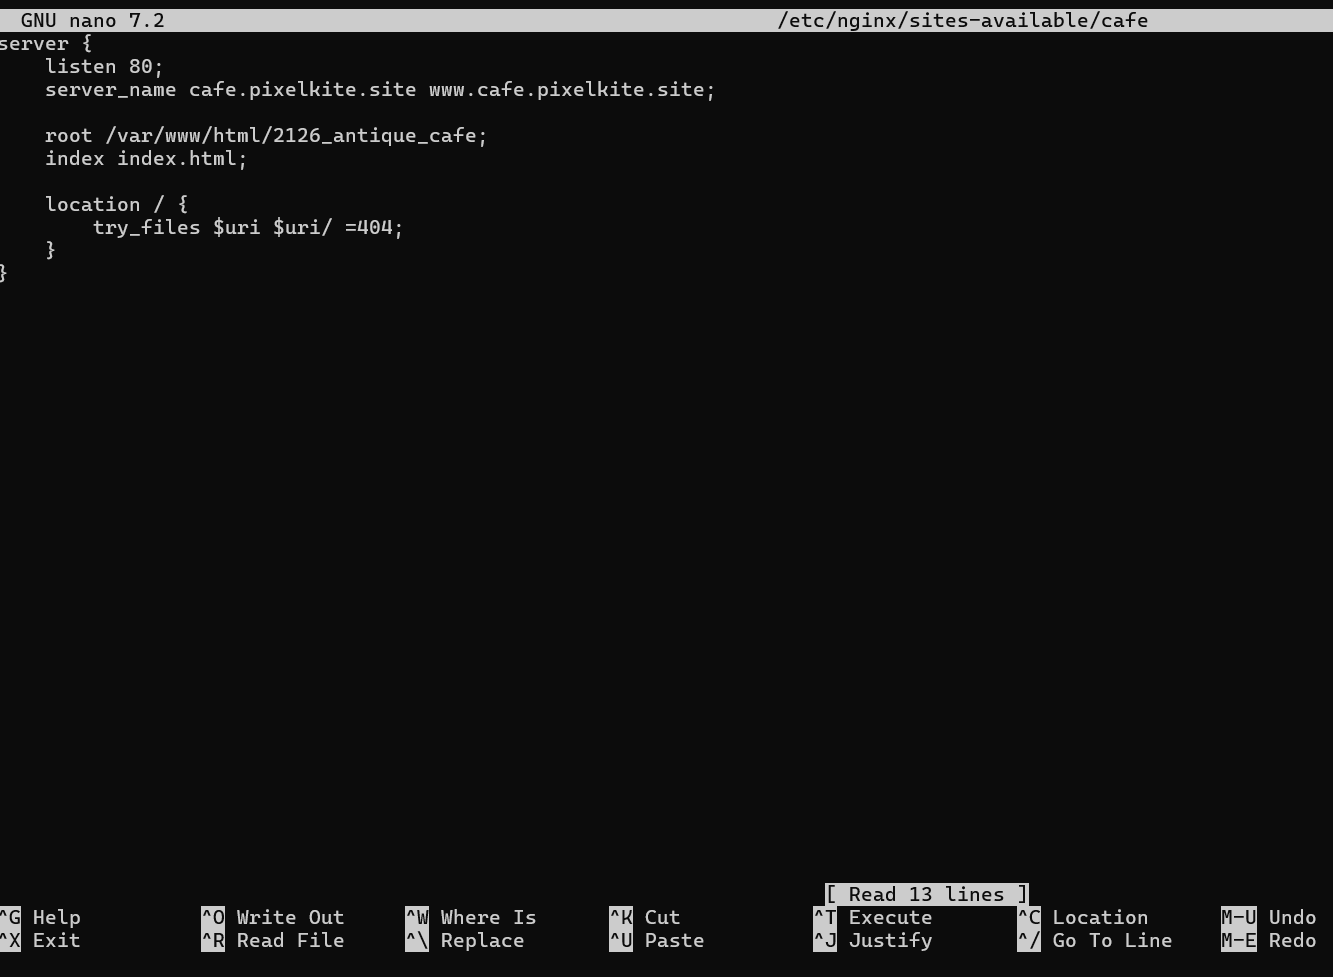 GNU nano 7.2 /etc/nginx/sites-available/cafe
server {
    listen 80;
    server_name cafe.pixelkite.site www.cafe.pixelkite.site;

    root /var/www/html/2126_antique_cafe;
    index index.html;

    location / {
        try_files $uri $uri/ =404;
    }
}
[ Read 13 lines ]
^G Help ^O Write Out ^W Where Is ^K Cut ^T Execute ^C Location M-U Undo
^X Exit ^R Read File ^\ Replace ^U Paste ^J Justify ^/ Go To Line M-E Redo